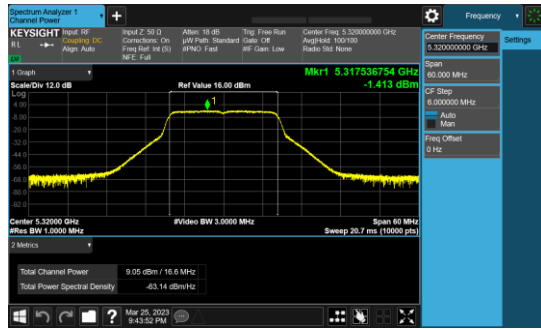 Spectrum Analyzer 1
Channel Power
+
Frequency
KEYSIGHT
RL
Input: RF
Coupling: DC
Align: Auto
Input Z: 50 Ω
Corrections: On
Freq Ref: Int (S)
NFE: Full
Atten: 18 dB
µW Path: Standard
#PNO: Fast
Trig: Free Run
Gate: Off
#IF Gain: Low
Center Freq: 5.320000000 GHz
Avg|Hold: 100/100
Radio Std: None
Center Frequency
5.320000000 GHz
Settings
Span
60.000 MHz
CF Step
6.000000 MHz
Auto
Man
Freq Offset
0 Hz
1 Graph
Mkr1 5.317536754 GHz
Scale/Div 12.0 dB
Ref Value 16.00 dBm
-1.413 dBm
Log
1
4.00
-8.00
-20.0
-32.0
-44.0
-56.0
-68.0
-80.0
-92.0
Center 5.32000 GHz
#Video BW 3.0000 MHz
Span 60 MHz
#Res BW 1.0000 MHz
Sweep 20.7 ms (10000 pts)
2 Metrics
Total Channel Power
9.05 dBm / 16.6 MHz
Total Power Spectral Density
-63.14 dBm/Hz
?
Mar 25, 2023
9:43:52 PM